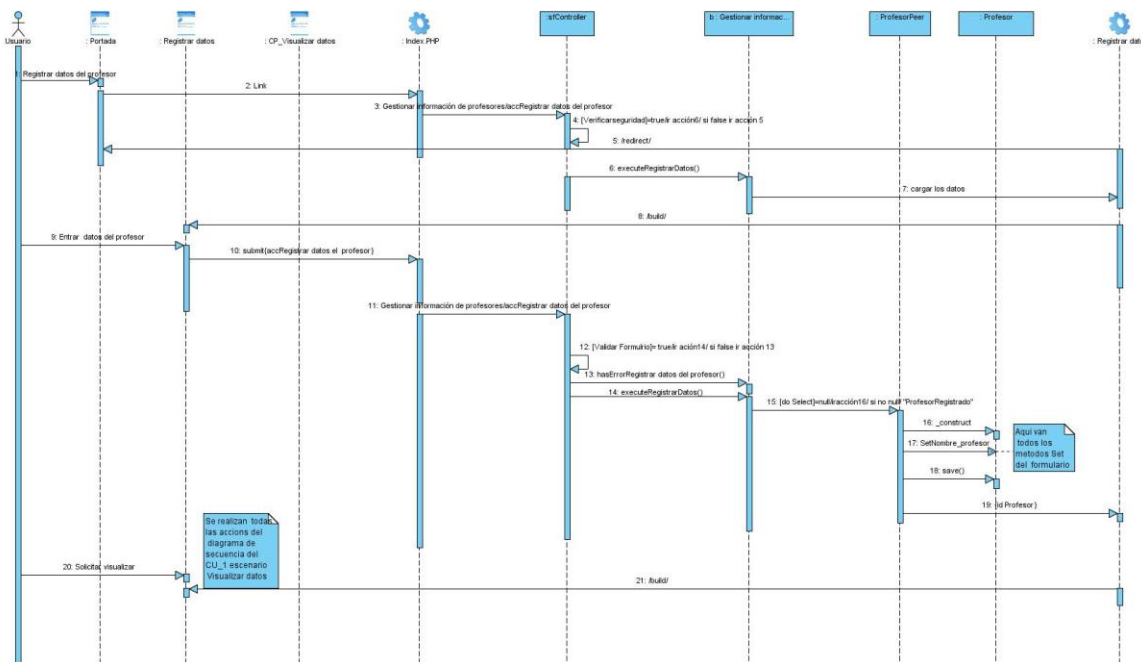 Usuario
: Portada
: Registrar datos
: CP_Visualizar datos
: Index.PHP
:sfController
b : Gestionar informac...
: ProfesorPeer
: Profesor
: Registrar dat
1: Registrar datos del profesor
2: Link
3: Gestionar información de profesores/accRegistrar datos del profesor
4: [Verificarseguridad]=true/ir acción6/ si false ir acción 5
5: /redirect/
6: executeRegistrarDatos()
7: cargar los datos
8: /build/
9: Entrar datos del profesor
10: submit{accRegistrar datos el profesor}
11: Gestionar información de profesores/accRegistrar datos del profesor
12: [Validar Formulrio]= true/ir ación14/ si false ir acción 13
13: hasErrorRegistrar datos del profesor()
14: executeRegistrarDatos()
15: [do Select]=null/iracción16/ si no null/ "ProfesorRegistrado"
16: _construct
17: SetNombre_profesor
Aqui van
todos los
metodos Set
del formulario
18: save()
19: {id Profesor}
Se realizan todas
las accions del
diagrama de
secuencia del
CU_1 escenario
Visualizar datos
20: Solicitar visualizar
21: /build/